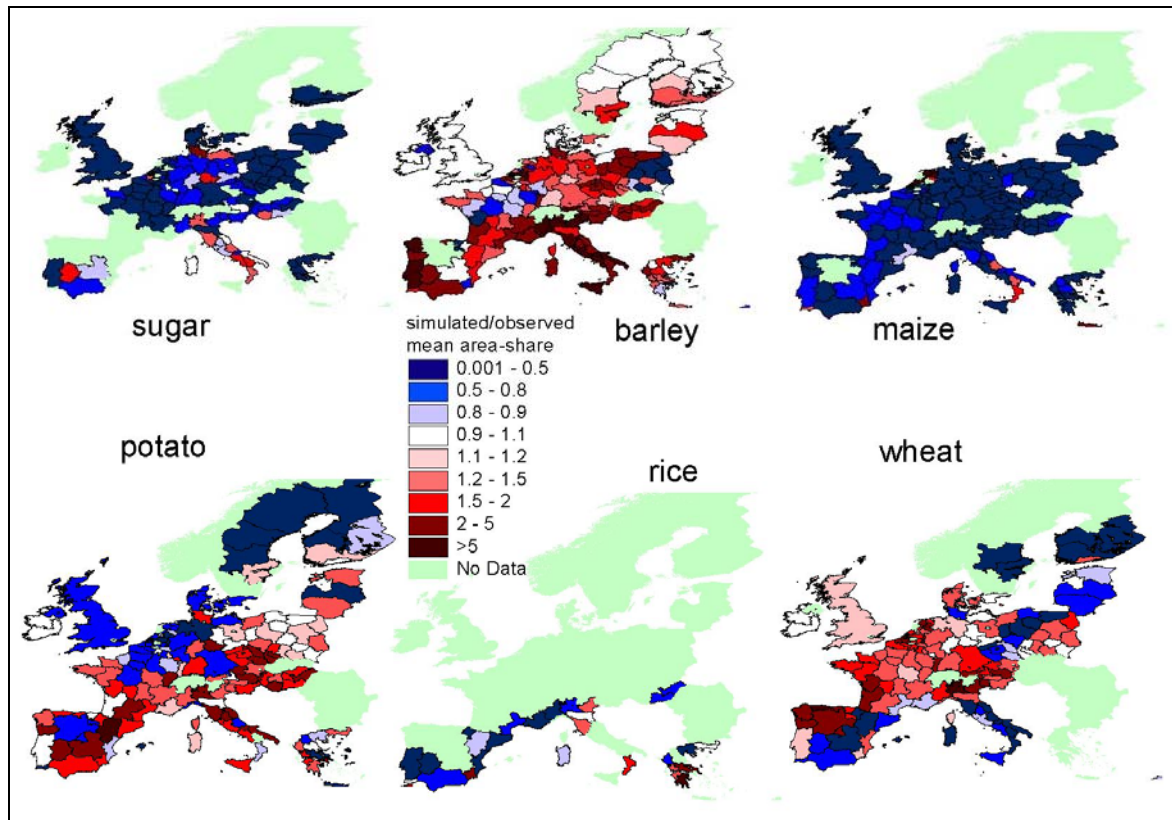 sugar
barley
maize
simulated/observed
mean area-share
0.001 - 0.5
0.5 - 0.8
0.8 - 0.9
0.9 - 1.1
1.1 - 1.2
1.2 - 1.5
1.5 - 2
2 - 5
>5
No Data
potato
rice
wheat